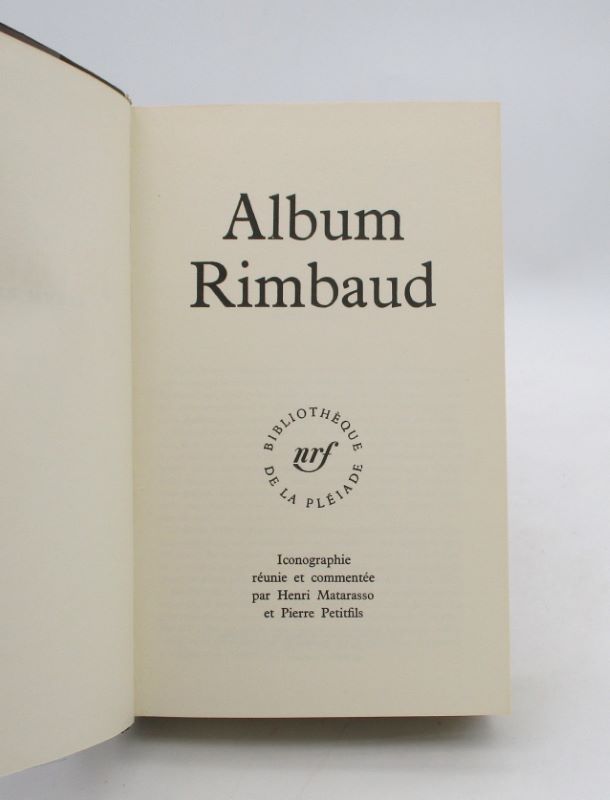 Album
Rimbaud
BIBLIOTHÈQUE
nrf
DE LA PLÉIADE
Iconographie
réunie et commentée
par Henri Matarasso
et Pierre Petitfils